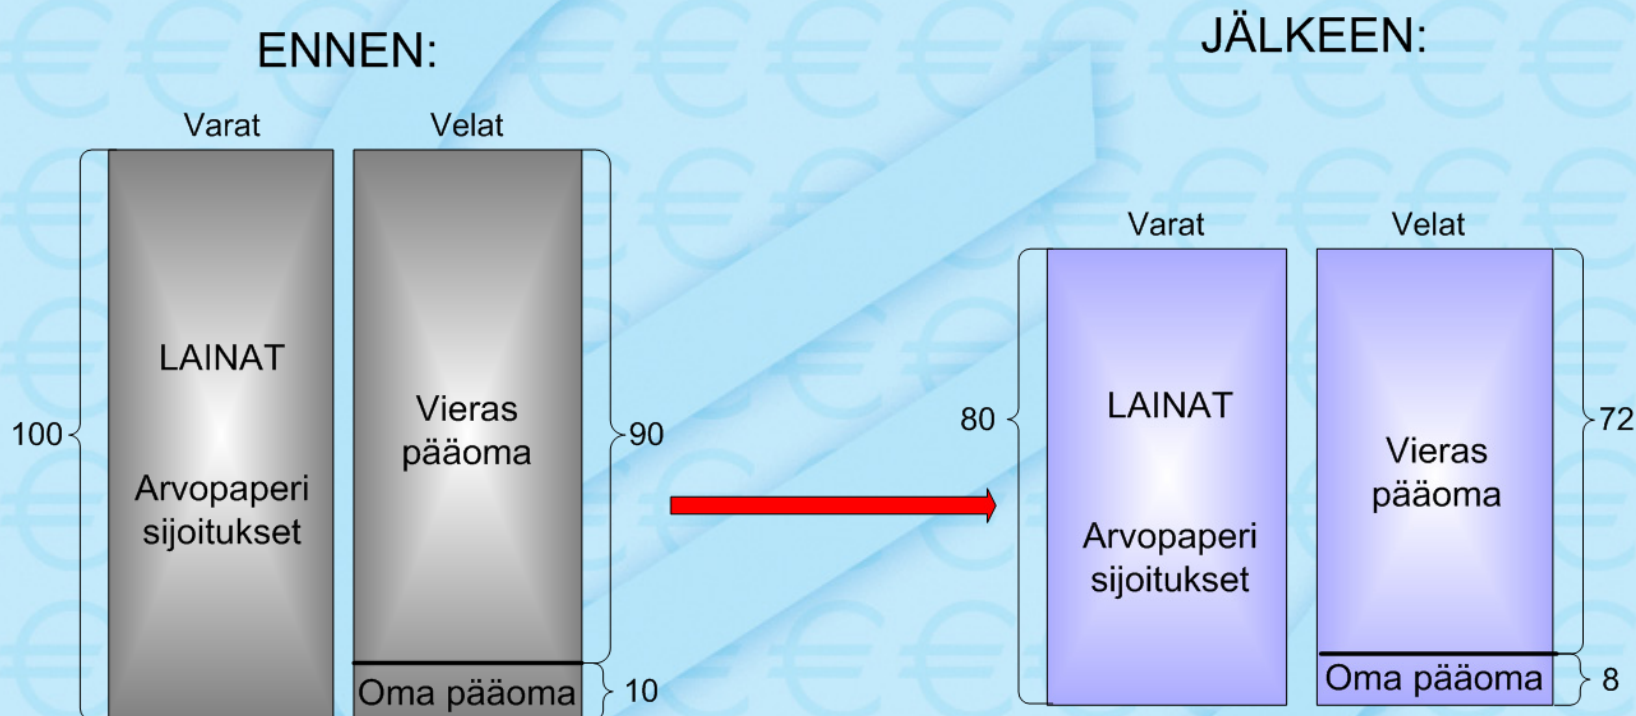 ENNEN:
Varat
Velat
100
LAINAT
Arvopaperi
sijoitukset
Vieras
pääoma
90
Oma pääoma
10
JÄLKEEN:
Varat
Velat
80
LAINAT
Arvopaperi
sijoitukset
Vieras
pääoma
72
Oma pääoma
8